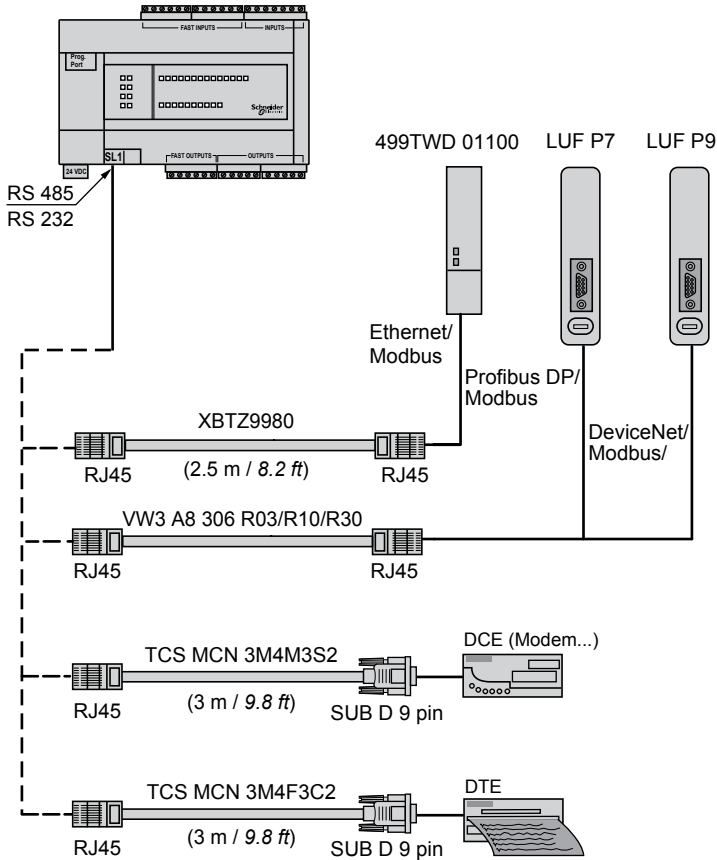 FAST INPUTS
INPUTS
Prog.
Port
Schneider
Electric
SL1
FAST OUTPUTS
OUTPUTS
24 VDC
RS 485
RS 232
499TWD 01100
LUF P7
LUF P9
Ethernet/
Modbus
Profibus DP/
Modbus
DeviceNet/
Modbus/
XBTZ9980
(2.5 m / 8.2 ft)
RJ45
RJ45
VW3 A8 306 R03/R10/R30
RJ45
RJ45
TCS MCN 3M4M3S2
(3 m / 9.8 ft)
RJ45
SUB D 9 pin
DCE (Modem...)
TCS MCN 3M4F3C2
(3 m / 9.8 ft)
RJ45
SUB D 9 pin
DTE